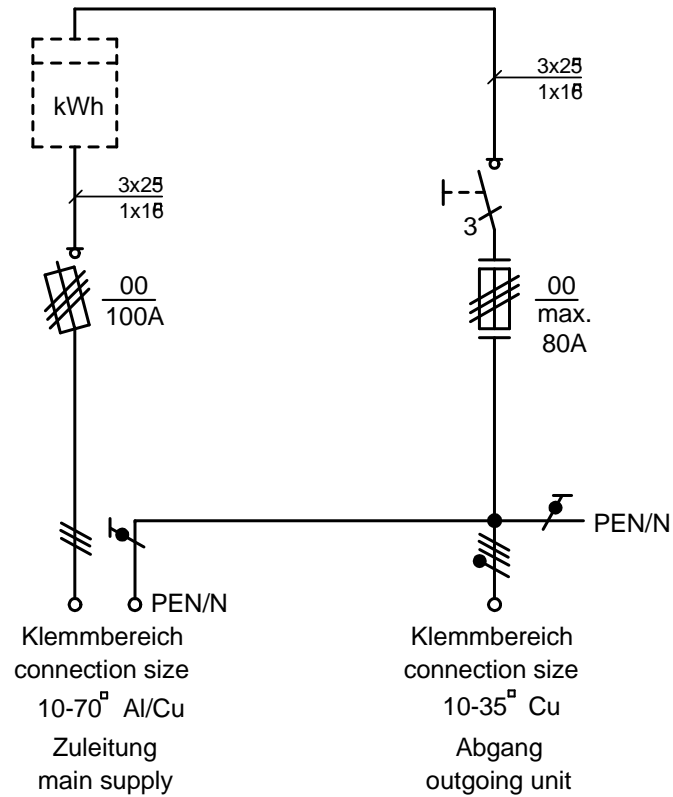 kWh
3x25▫
1x16▫
3x25▫
1x16▫
3
00
100A
00
max.
80A
PEN/N
PEN/N
Klemmbereich
connection size
10-70▫ Al/Cu
Zuleitung
main supply
Klemmbereich
connection size
10-35▫ Cu
Abgang
outgoing unit